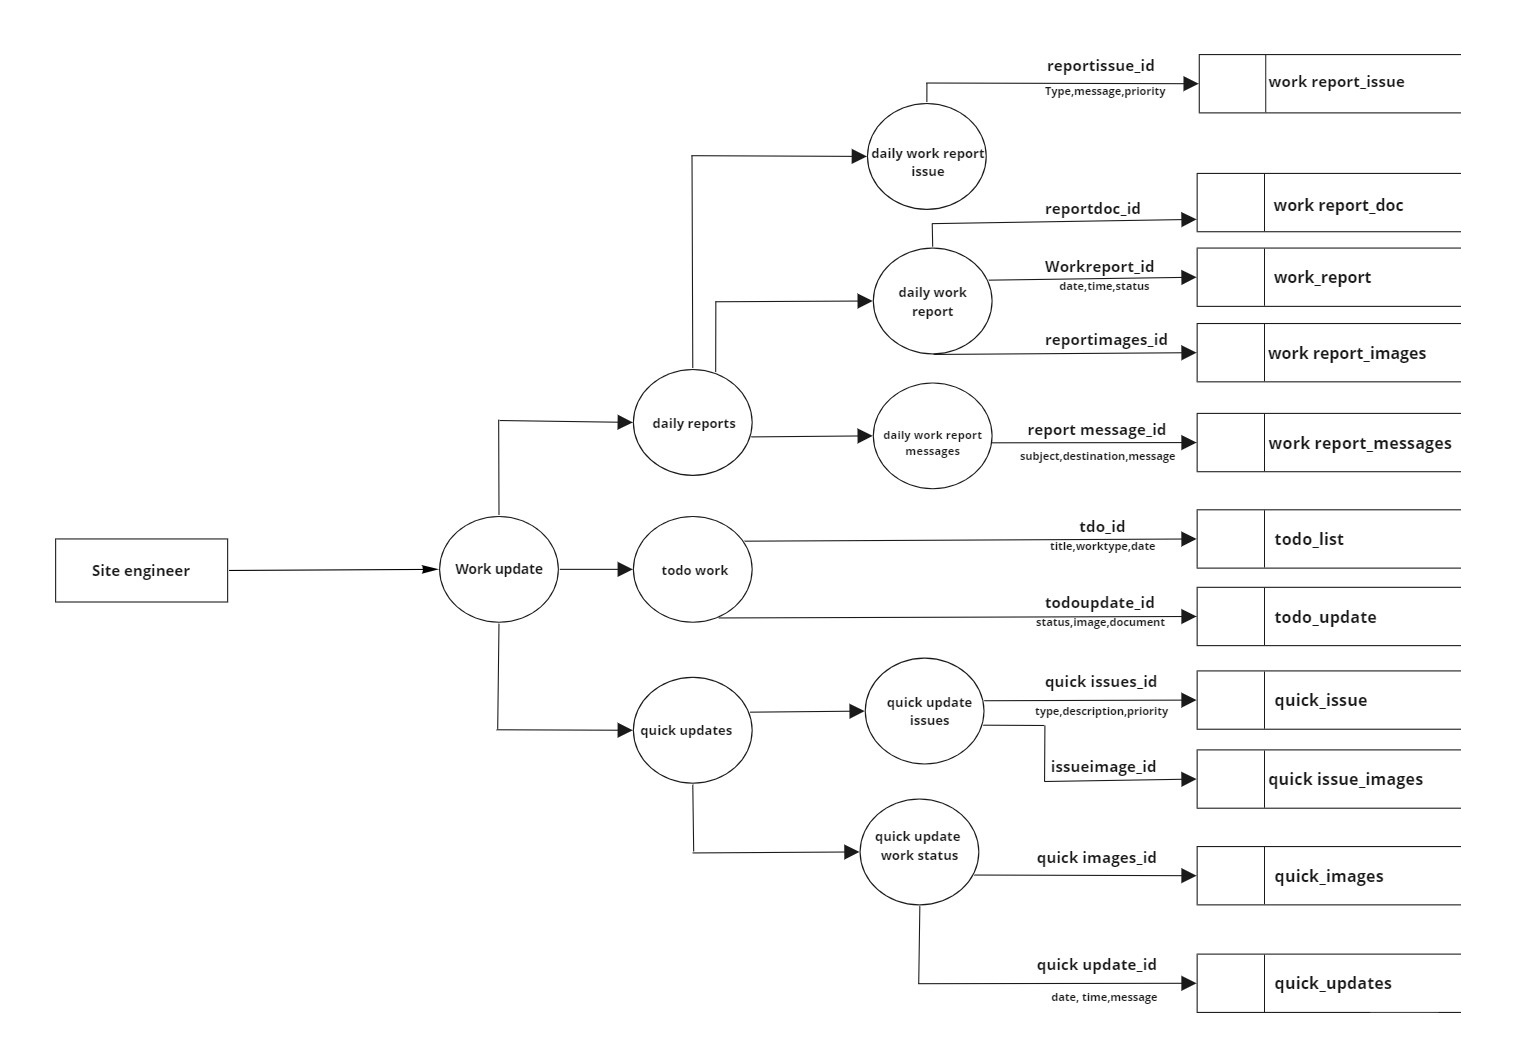 reportissue_id
Type,message,priority
work report_issue
daily work report
issue
reportdoc_id
work report_doc
Workreport_id
date,time,status
work_report
daily work
report
reportimages_id
work report_images
daily reports
daily work report
messages
report message_id
subject,destination,message
work report_messages
tdo_id
title,worktype,date
todo_list
Site engineer
Work update
todo work
todoupdate_id
status,image,document
todo_update
quick updates
quick update
issues
quick issues_id
type,description,priority
quick_issue
issueimage_id
quick issue_images
quick update
work status
quick images_id
quick_images
quick update_id
date, time,message
quick_updates